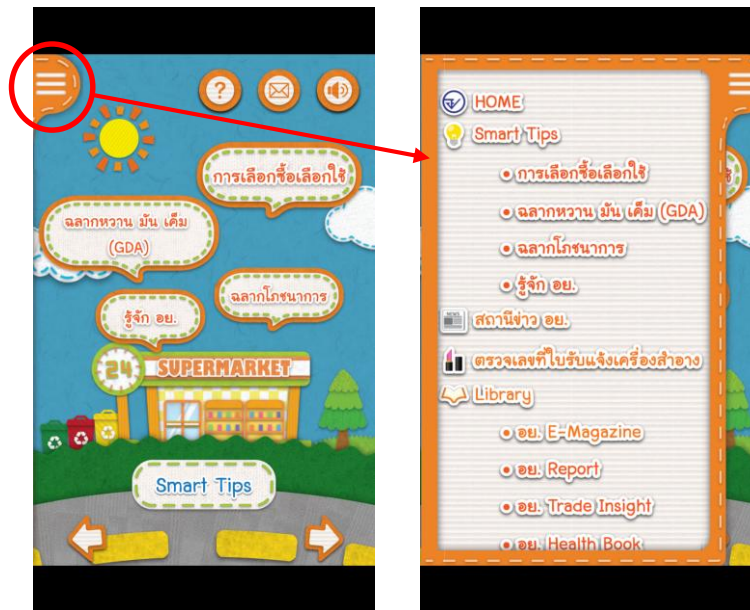 การเลือกซื้อเลือกใช้
ฉลากหวาน มัน เค็ม
(GDA)
ฉลากโภชนาการ
รู้จัก อย.
24 SUPERMARKET
Smart Tips
HOME
Smart Tips
• การเลือกซื้อเลือกใช้
• ฉลากหวาน มัน เค็ม (GDA)
• ฉลากโภชนาการ
• รู้จัก อย.
NEWS
สถานีข่าว อย.
ตรวจเลขที่ใบรับแจ้งเครื่องสำอาง
Library
• อย. E-Magazine
• อย. Report
• อย. Trade Insight
• อย. Health Book